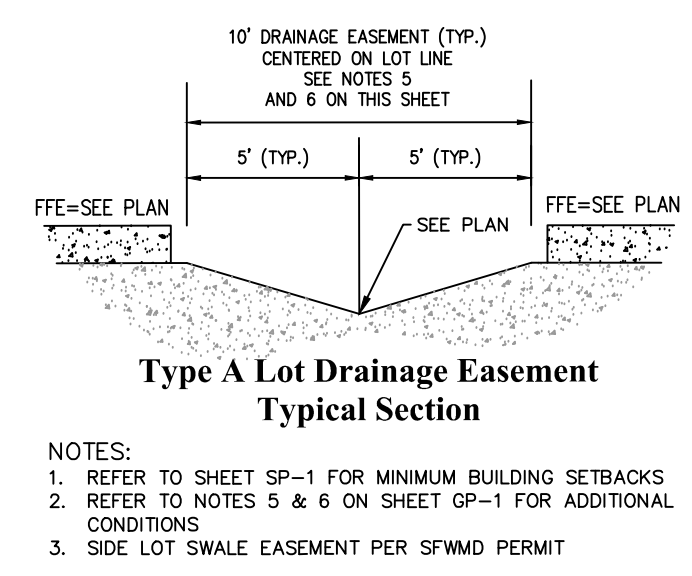 10' DRAINAGE EASEMENT (TYP.)
CENTERED ON LOT LINE
SEE NOTES 5
AND 6 ON THIS SHEET
5' (TYP.)
5' (TYP.)
FFE=SEE PLAN
FFE=SEE PLAN
SEE PLAN
Type A Lot Drainage Easement
Typical Section
NOTES:
1. REFER TO SHEET SP-1 FOR MINIMUM BUILDING SETBACKS
2. REFER TO NOTES 5 & 6 ON SHEET GP-1 FOR ADDITIONAL
CONDITIONS
3. SIDE LOT SWALE EASEMENT PER SFWMD PERMIT